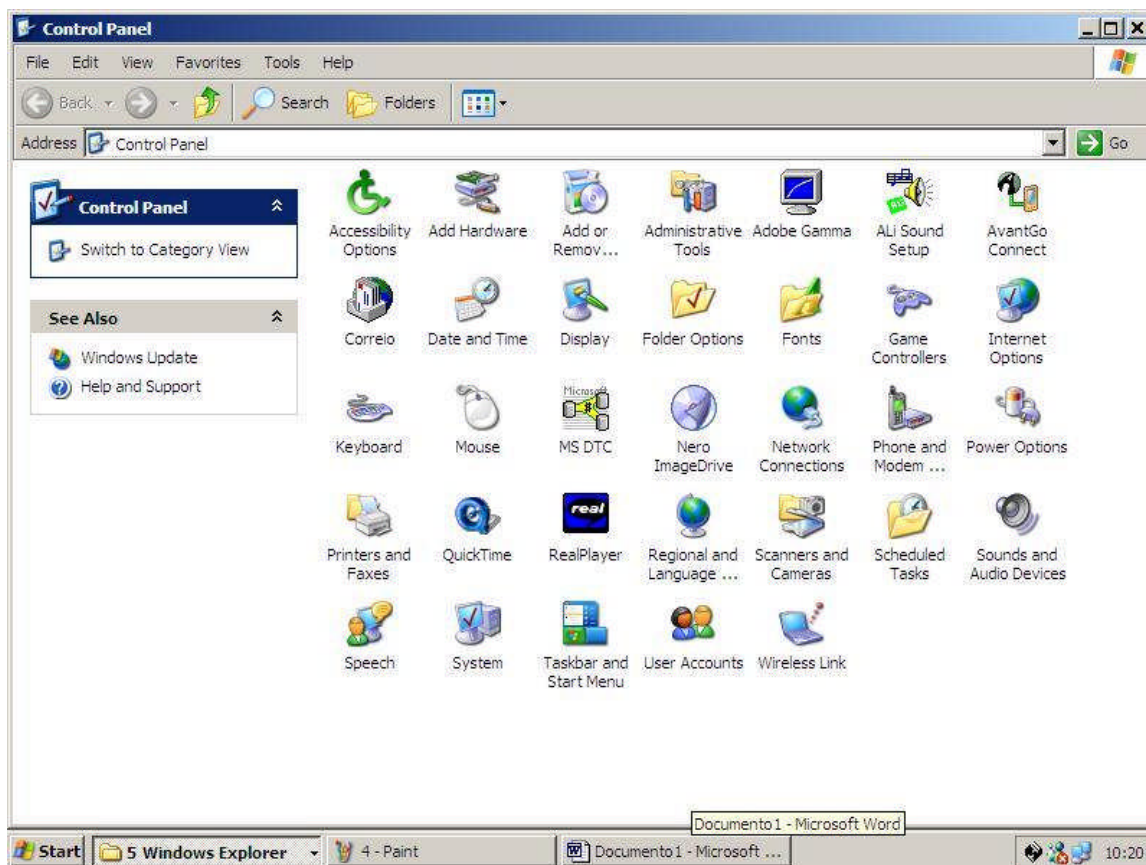 Control Panel
File Edit View Favorites Tools Help
Back Search Folders
Address Control Panel Go
Control Panel
Switch to Category View
See Also
Windows Update
Help and Support
Accessibility Options
Add Hardware
Add or Remov...
Administrative Tools
Adobe Gamma
ALi Sound Setup
AvantGo Connect
Correio
Date and Time
Display
Folder Options
Fonts
Game Controllers
Internet Options
Keyboard
Mouse
Microsoft
MS DTC
Nero ImageDrive
Network Connections
Phone and Modem ...
Power Options
Printers and Faxes
QuickTime
real
RealPlayer
Regional and Language ...
Scanners and Cameras
Scheduled Tasks
Sounds and Audio Devices
Speech
System
Taskbar and Start Menu
User Accounts
Wireless Link
Documento1 - Microsoft Word
Start 5 Windows Explorer 4 - Paint Documento1 - Microsoft ... 10:20